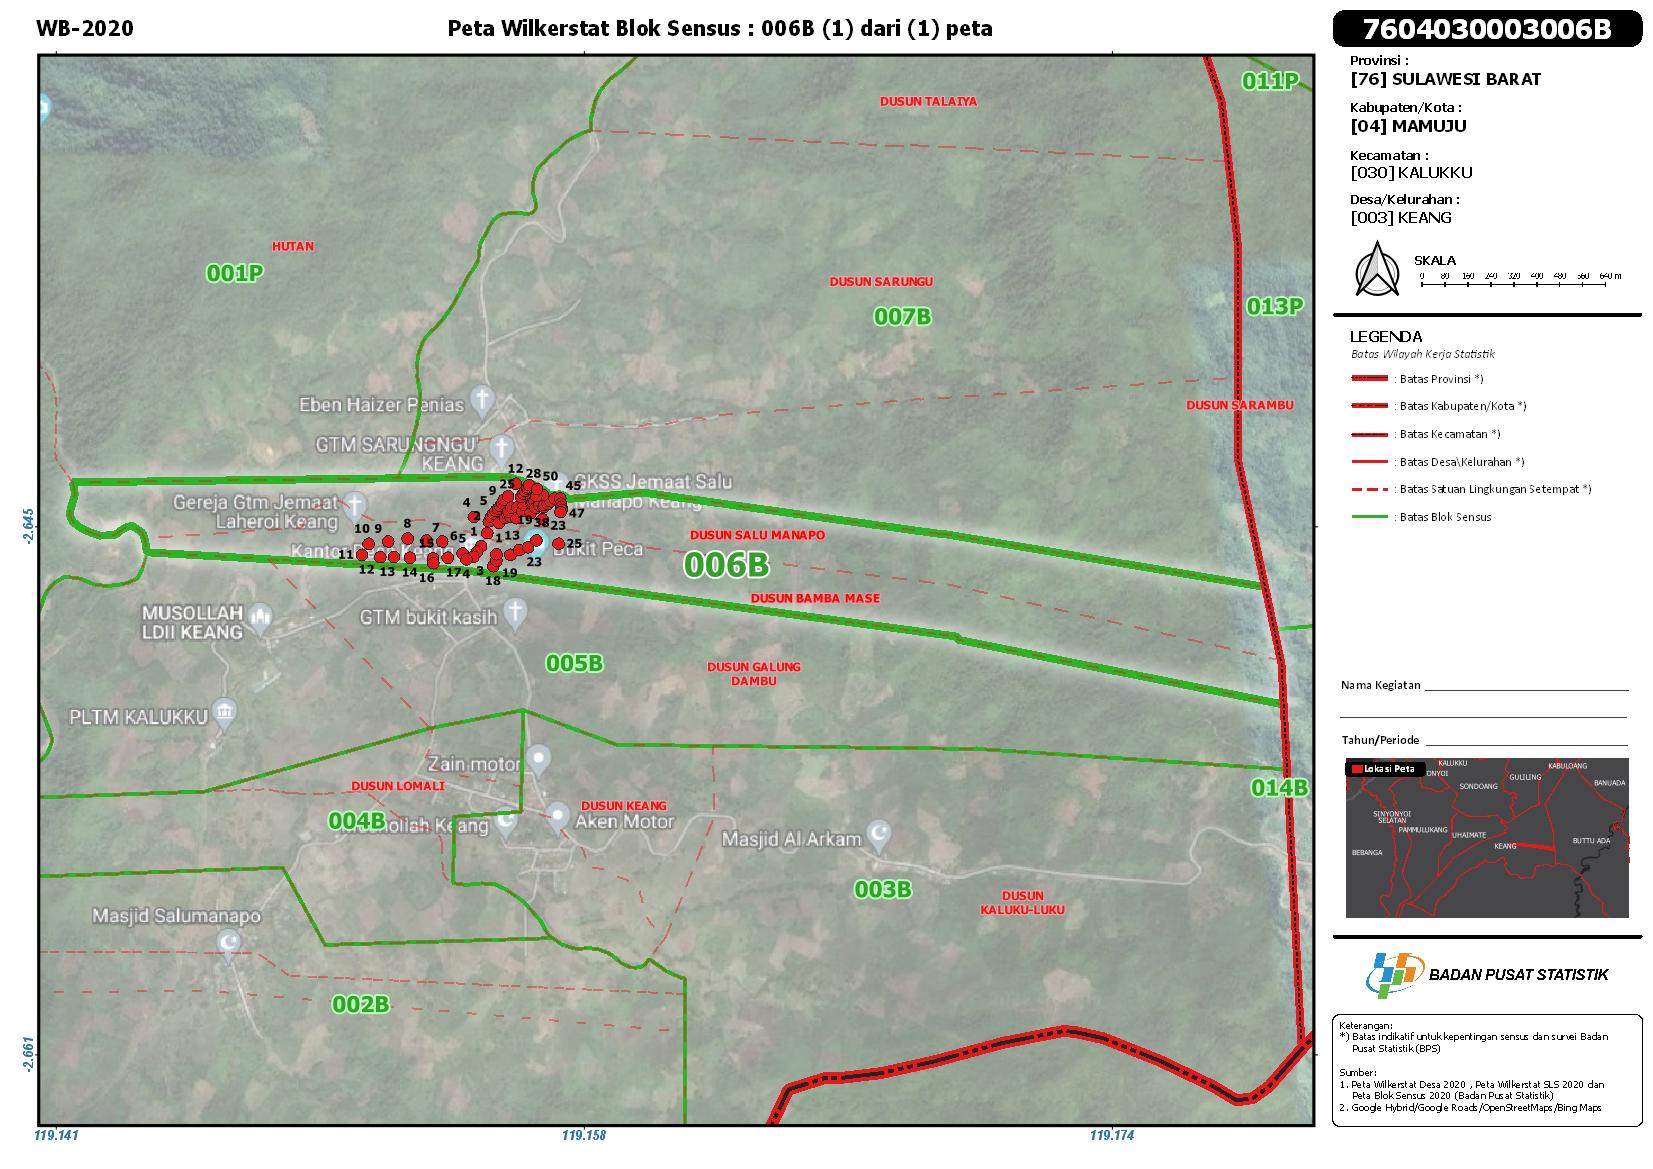 WB-2020
Peta Wilkerstat Blok Sensus : 006B (1) dari (1) peta
7604030003006B
Provinsi :
[76] SULAWESI BARAT
Kabupaten/Kota :
[04] MAMUJU
Kecamatan :
[030] KALUKKU
Desa/Kelurahan :
[003] KEANG
SKALA
0 80 160 240 320 400 480 560 640 m
LEGENDA
Batas Wilayah Kerja Statistik
: Batas Provinsi *)
: Batas Kabupaten/Kota *)
: Batas Kecamatan *)
: Batas Desa\Kelurahan *)
: Batas Satuan Lingkungan Setempat *)
: Batas Blok Sensus
Nama Kegiatan
Tahun/Periode
Lokasi Peta
KALUKKU
KABULOANG
GULILING
BANUADA
SONDOANG
SINYONYOI
SELATAN
PAMMULUKANG
UHAIMATE
KEANG
BUTTU ADA
BEBANGA
BADAN PUSAT STATISTIK
Keterangan:
*) Batas indikatif untuk kepentingan sensus dan survei Badan
Pusat Statistik (BPS)
Sumber:
1. Peta Wilkerstat Desa 2020 , Peta Wilkerstat SLS 2020 dan
Peta Blok Sensus 2020 (Badan Pusat Statistik)
2. Google Hybrid/Google Roads/OpenStreetMaps/Bing Maps
011P
DUSUN TALAIYA
HUTAN
001P
DUSUN SARUNGU
007B
013P
DUSUN SARAMBU
Eben Haizer Penias
GTM SARUNGNGU
KEANG
GKSS Jemaat Salu
Manapo Keang
Gereja Gtm Jemaat
Laheroi Keang
12 28 50
25
45
9
4 5
47
19 38 23
10 9 8 7 6 5 1 1 13
15
25
11
23
12 13 14 16 17 4 3 18 19
Bukit Peca
DUSUN SALU MANAPO
006B
DUSUN BAMBA MASE
MUSOLLAH
LDII KEANG
GTM bukit kasih
005B
DUSUN GALUNG
DAMBU
PLTM KALUKKU
Zain motor
DUSUN LOMALI
004B
DUSUN KEANG
Aken Motor
Masjid Al Arkam
014B
003B
DUSUN
KALUKU-LUKU
Masjid Salumanapo
002B
-2.645
-2.661
119.141
119.158
119.174